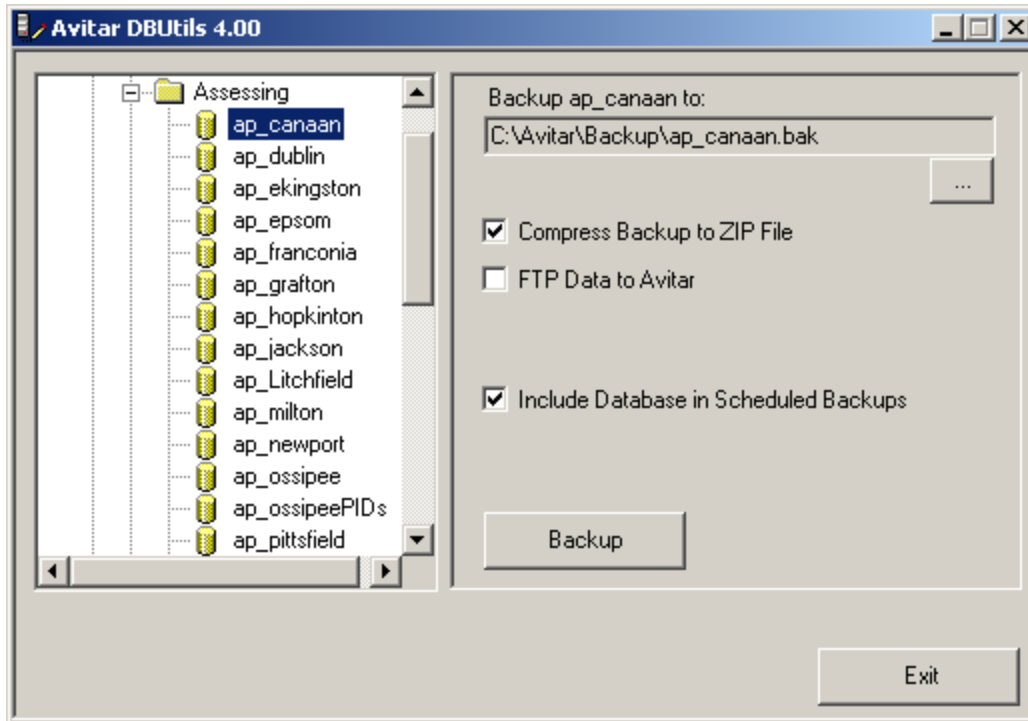 Avitar DBUtils 4.00
Assessing
ap_canaan
ap_dublin
ap_ekingston
ap_epsom
ap_franconia
ap_grafton
ap_hopkinton
ap_jackson
ap_Litchfield
ap_milton
ap_newport
ap_ossipee
ap_ossipeePIDs
ap_pittsfield
Backup ap_canaan to:
C:\Avitar\Backup\ap_canaan.bak
...
Compress Backup to ZIP File
FTP Data to Avitar
Include Database in Scheduled Backups
Backup
Exit